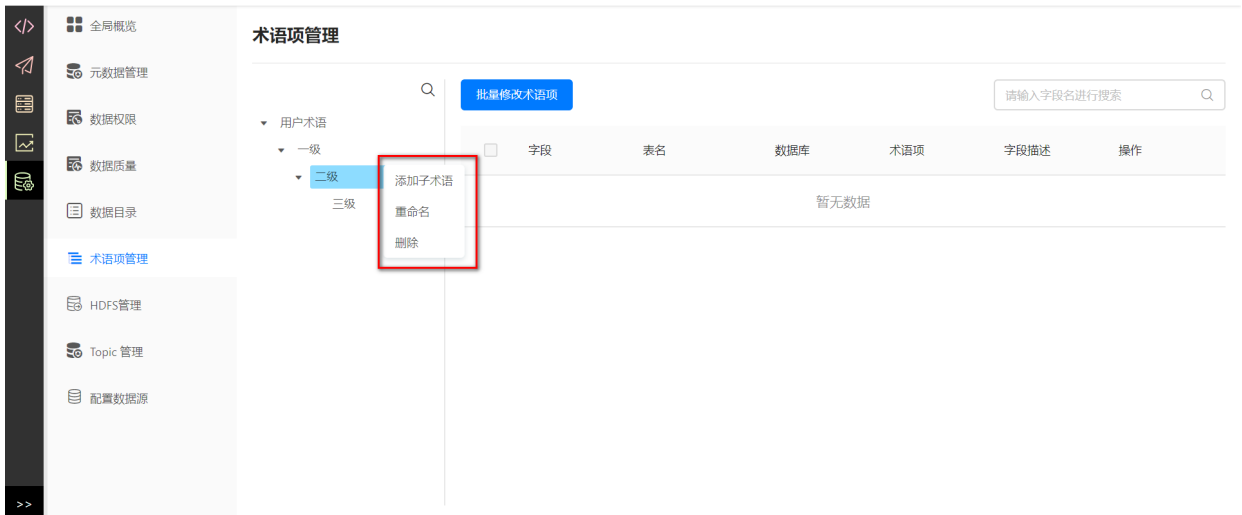 </>
全局概览
元数据管理
数据权限
数据质量
数据目录
术语项管理
HDFS管理
Topic 管理
配置数据源
>>
术语项管理
用户术语
一级
二级
三级
添加子术语
重命名
删除
批量修改术语项
请输入字段名进行搜索
字段 表名 数据库 术语项 字段描述 操作
暂无数据